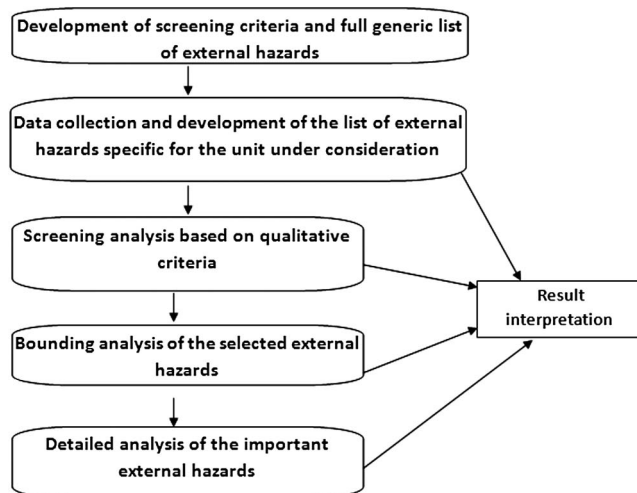 Development of screening criteria and full generic list
of external hazards
Data collection and development of the list of external
hazards specific for the unit under consideration
Screening analysis based on qualitative
criteria
Result
interpretation
Bounding analysis of the selected external
hazards
Detailed analysis of the important
external hazards